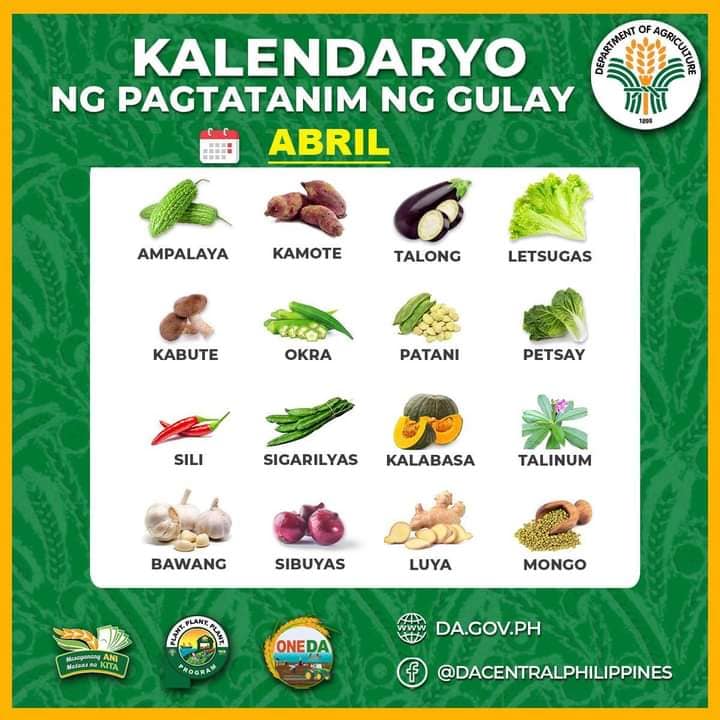 KALENDARYO
NG PAGTATANIM NG GULAY
ABRIL
DEPARTMENT OF AGRICULTURE
1898
AMPALAYA KAMOTE TALONG LETSUGAS
KABUTE OKRA PATANI PETSAY
SILI SIGARILYAS KALABASA TALINUM
BAWANG SIBUYAS LUYA MONGO
Masaganang ANI
Mataas na KITA
PLANT, PLANT, PLANT
PROGRAM
ONE DA
WWW
DA.GOV.PH
@DACENTRALPHILIPPINES